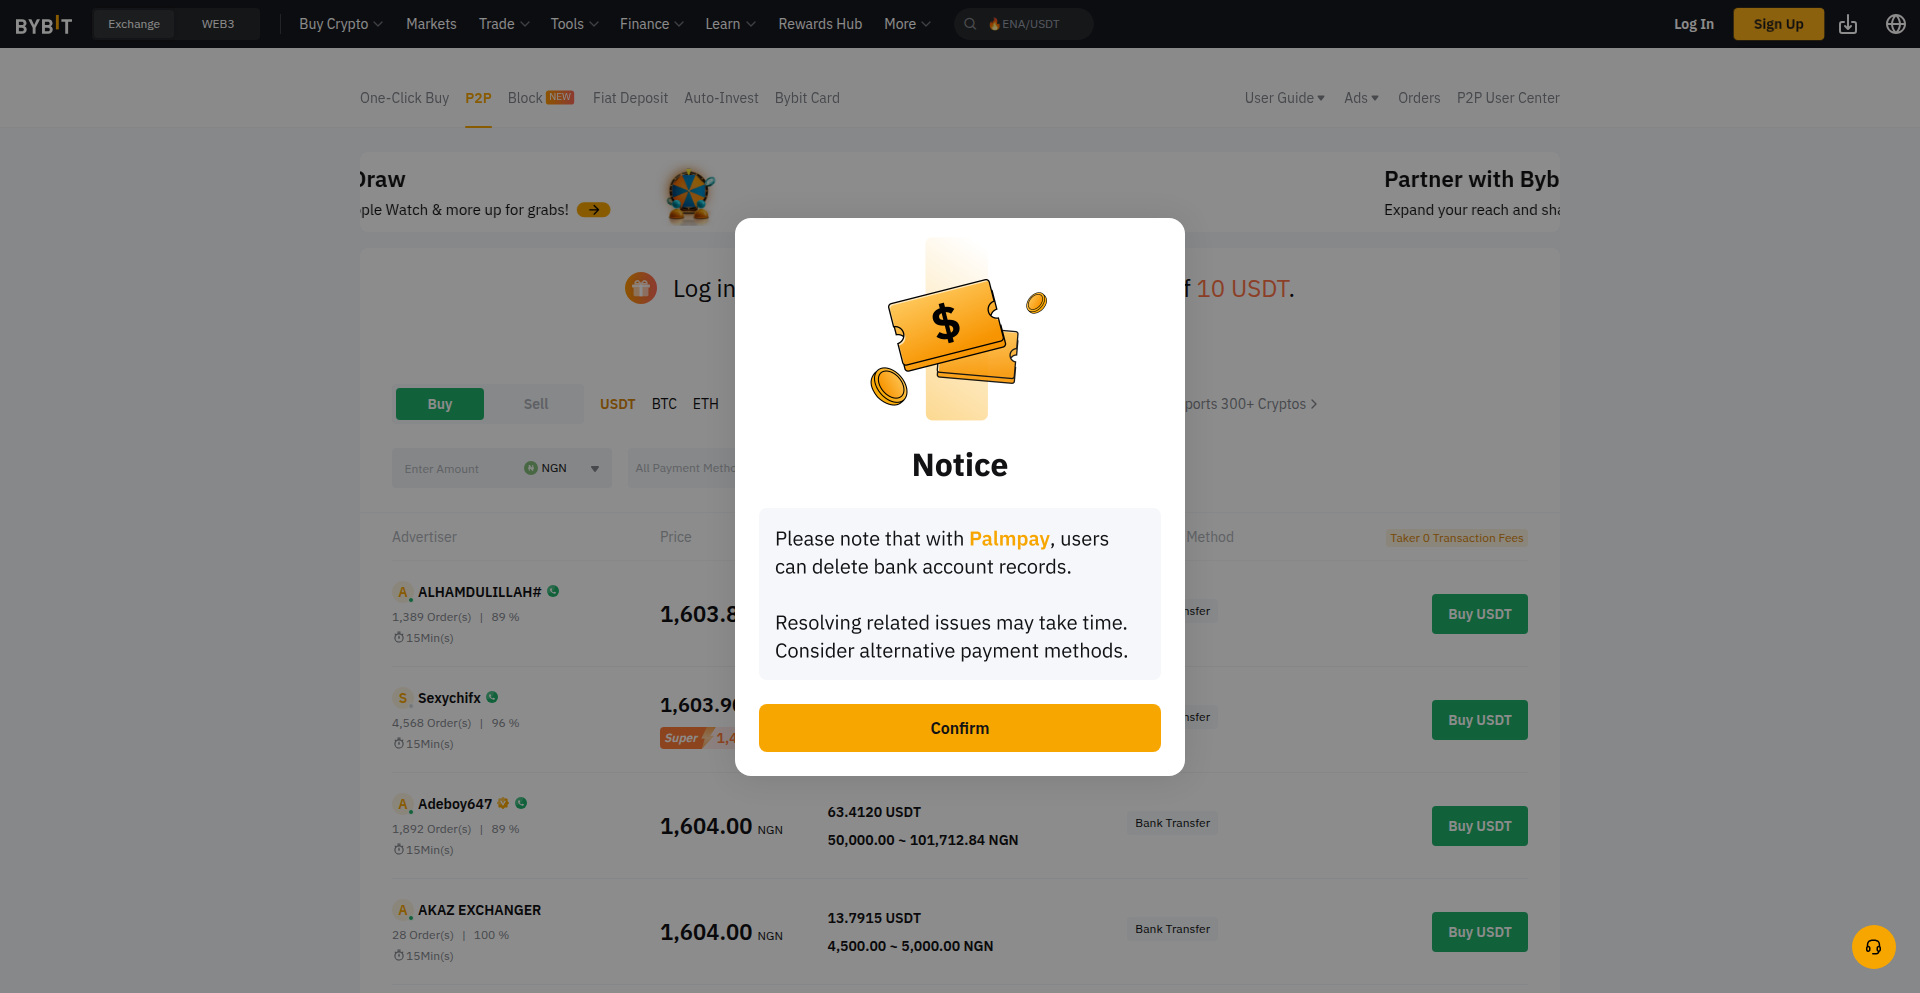 BYBIT Exchange WEB3 Buy Crypto Markets Trade Tools Finance Learn Rewards Hub More ENA/USDT Log In Sign Up
One-Click Buy P2P Block NEW Fiat Deposit Auto-Invest Bybit Card User Guide Ads Orders P2P User Center
Draw
Watch & more up for grabs!
Partner with Byb
Expand your reach and sha
Log in
10 USDT.
Buy Sell USDT BTC ETH
300+ Cryptos
Enter Amount NGN All Payment Metho
Notice
Please note that with Palmpay, users
can delete bank account records.
Resolving related issues may take time.
Consider alternative payment methods.
Confirm
Advertiser Price Method Taker 0 Transaction Fees
A ALHAMDULILLAH#
1,389 Order(s) | 89 %
15Min(s)
1,603.8
nsfer
Buy USDT
S Sexychifx
4,568 Order(s) | 96 %
15Min(s)
1,603.90
Super 1,4
nsfer
Buy USDT
A Adeboy647
1,892 Order(s) | 89 %
15Min(s)
1,604.00 NGN
63.4120 USDT
50,000.00 ~ 101,712.84 NGN
Bank Transfer
Buy USDT
A AKAZ EXCHANGER
28 Order(s) | 100 %
15Min(s)
1,604.00 NGN
13.7915 USDT
4,500.00 ~ 5,000.00 NGN
Bank Transfer
Buy USDT